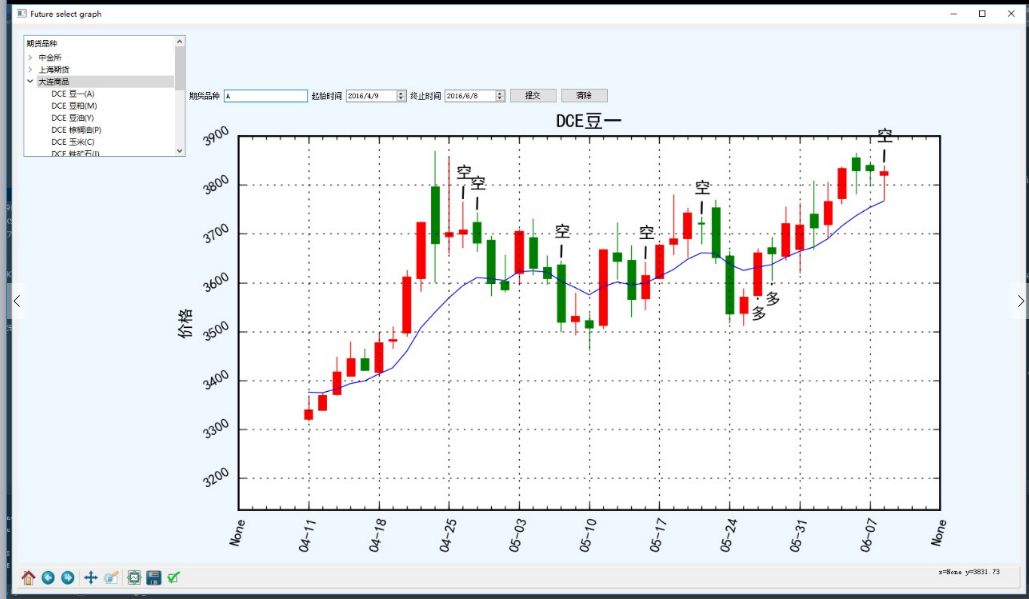 Future select graph
期货品种
中金所
上海期货
大连商品
DCE 豆一(A)
DCE 豆粕(M)
DCE 豆油(Y)
DCE 棕榈油(P)
DCE 玉米(C)
DCE 铁矿石(I)
期货品种 A 起始时间 2016/4/9 终止时间 2016/6/8 提交 清除
DCE豆一
价格
3900
3800
3700
3600
3500
3400
3300
3200
空
空
空
空
空
空
多
多
None 04-11 04-18 04-25 05-03 05-10 05-17 05-24 05-31 06-07 None
x=None y=3831.73